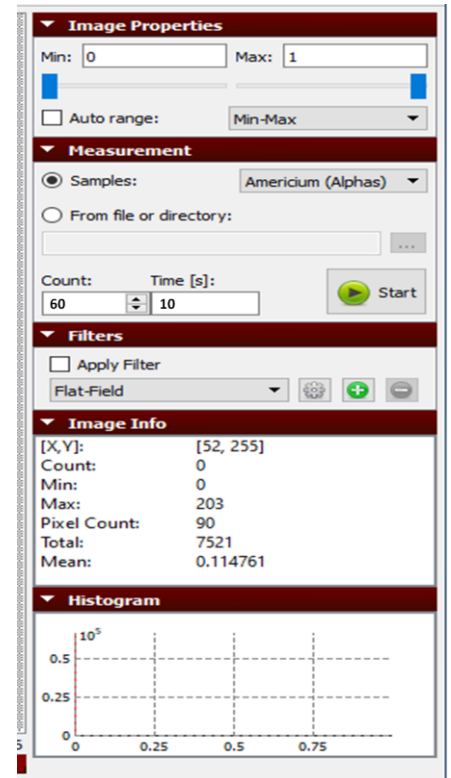 Image Properties
Min: 0 Max: 1
Auto range: Min-Max
Measurement
Samples: Americium (Alphas)
From file or directory:
...
Count: Time [s]:
60 10 Start
Filters
Apply Filter
Flat-Field
Image Info
[X,Y]: [52, 255]
Count: 0
Min: 0
Max: 203
Pixel Count: 90
Total: 7521
Mean: 0.114761
Histogram
10⁵
0.5
0.25
0
5 0 0.25 0.5 0.75